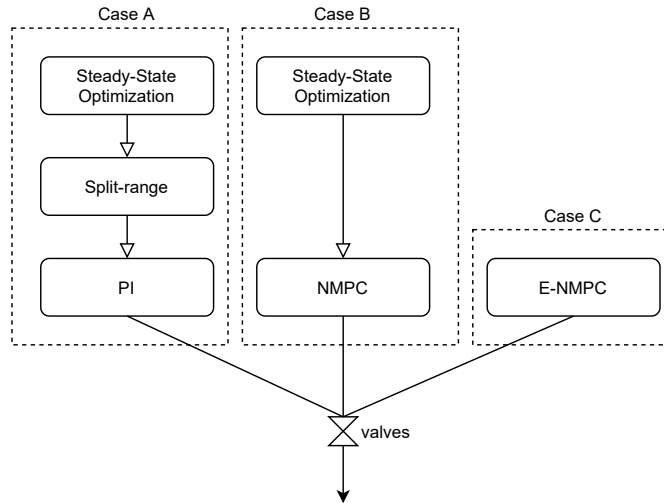 Case A
Steady-State
Optimization
Split-range
PI
Case B
Steady-State
Optimization
NMPC
Case C
E-NMPC
valves